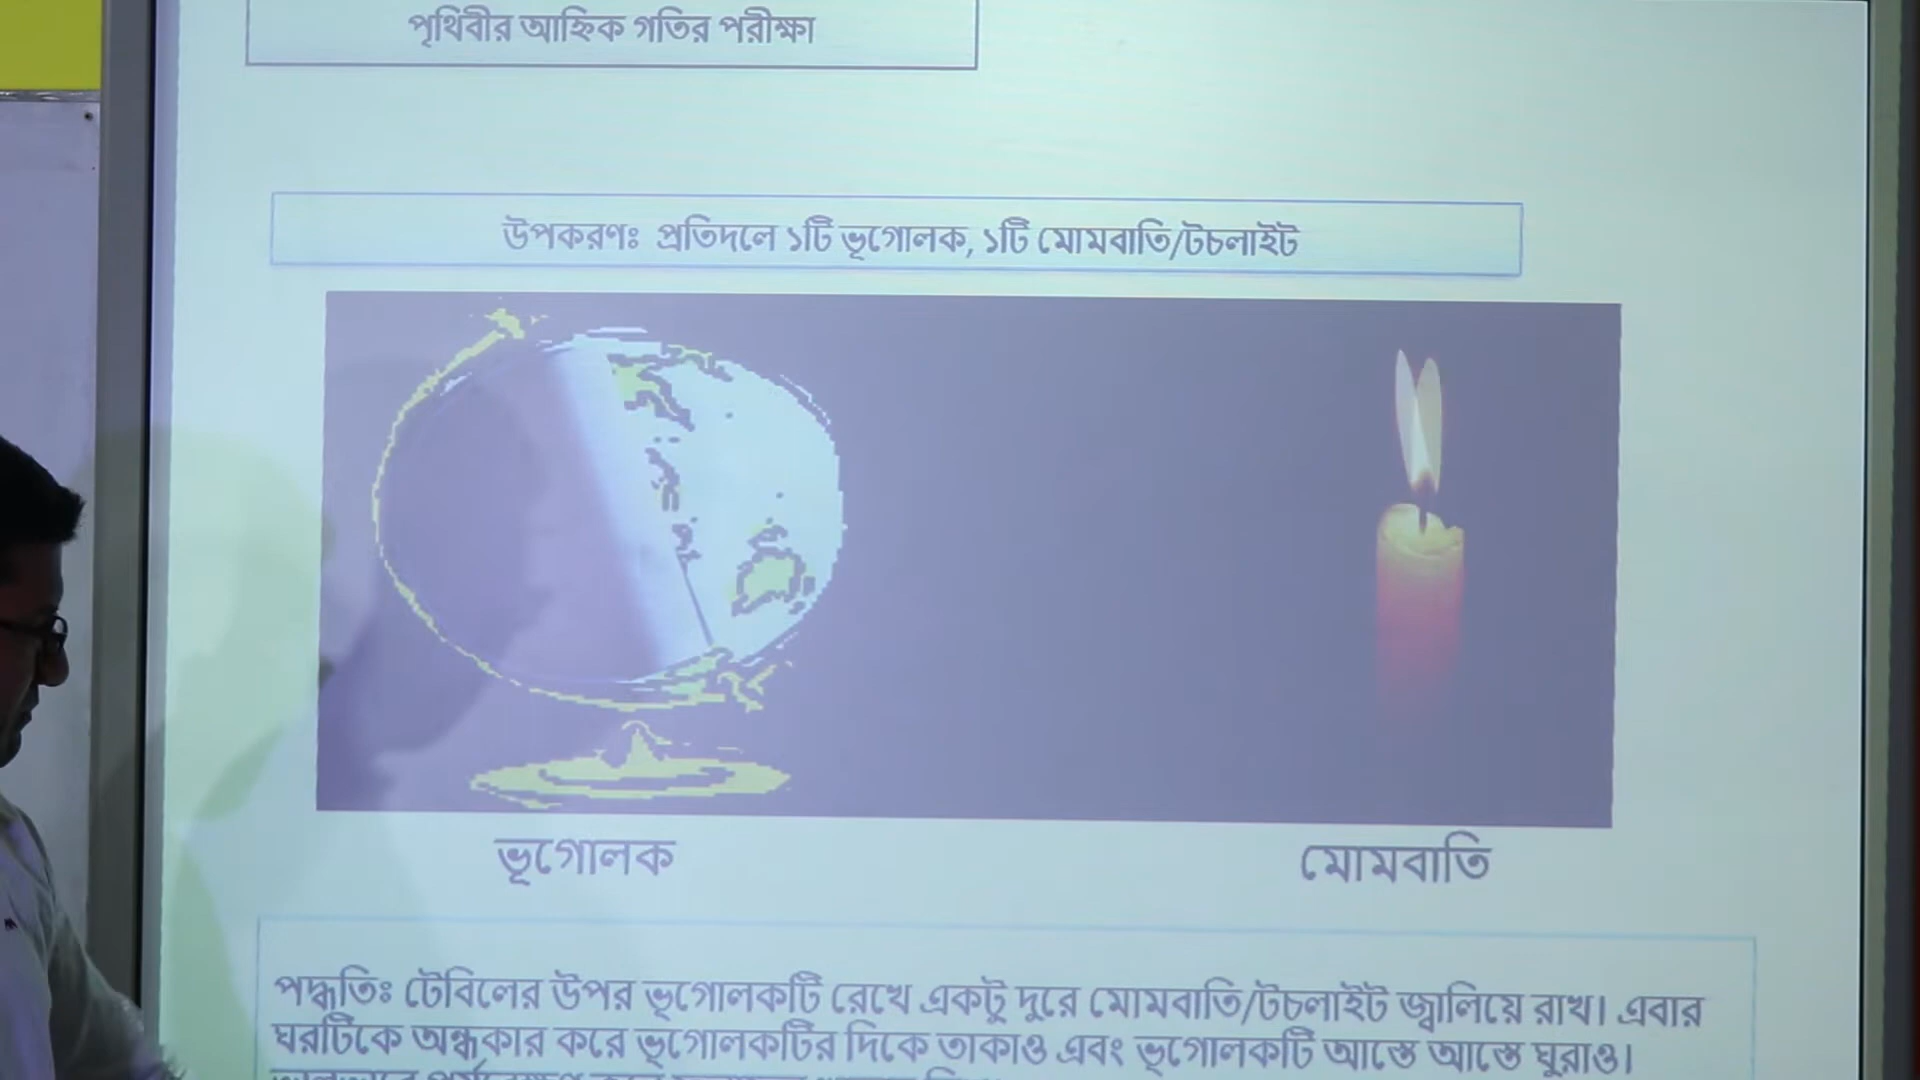 পৃথিবীর আহ্নিক গতির পরীক্ষা
উপকরণঃ প্রতিদলে ১টি ভূগোলক, ১টি মোমবাতি/টচলাইট
ভূগোলক
মোমবাতি
পদ্ধতিঃ টেবিলের উপর ভূগোলকটি রেখে একটু দুরে মোমবাতি/টচলাইট জ্বালিয়ে রাখ। এবার
ঘরটিকে অন্ধকার করে ভূগোলকটির দিকে তাকাও এবং ভূগোলকটি আস্তে আস্তে ঘুরাও।